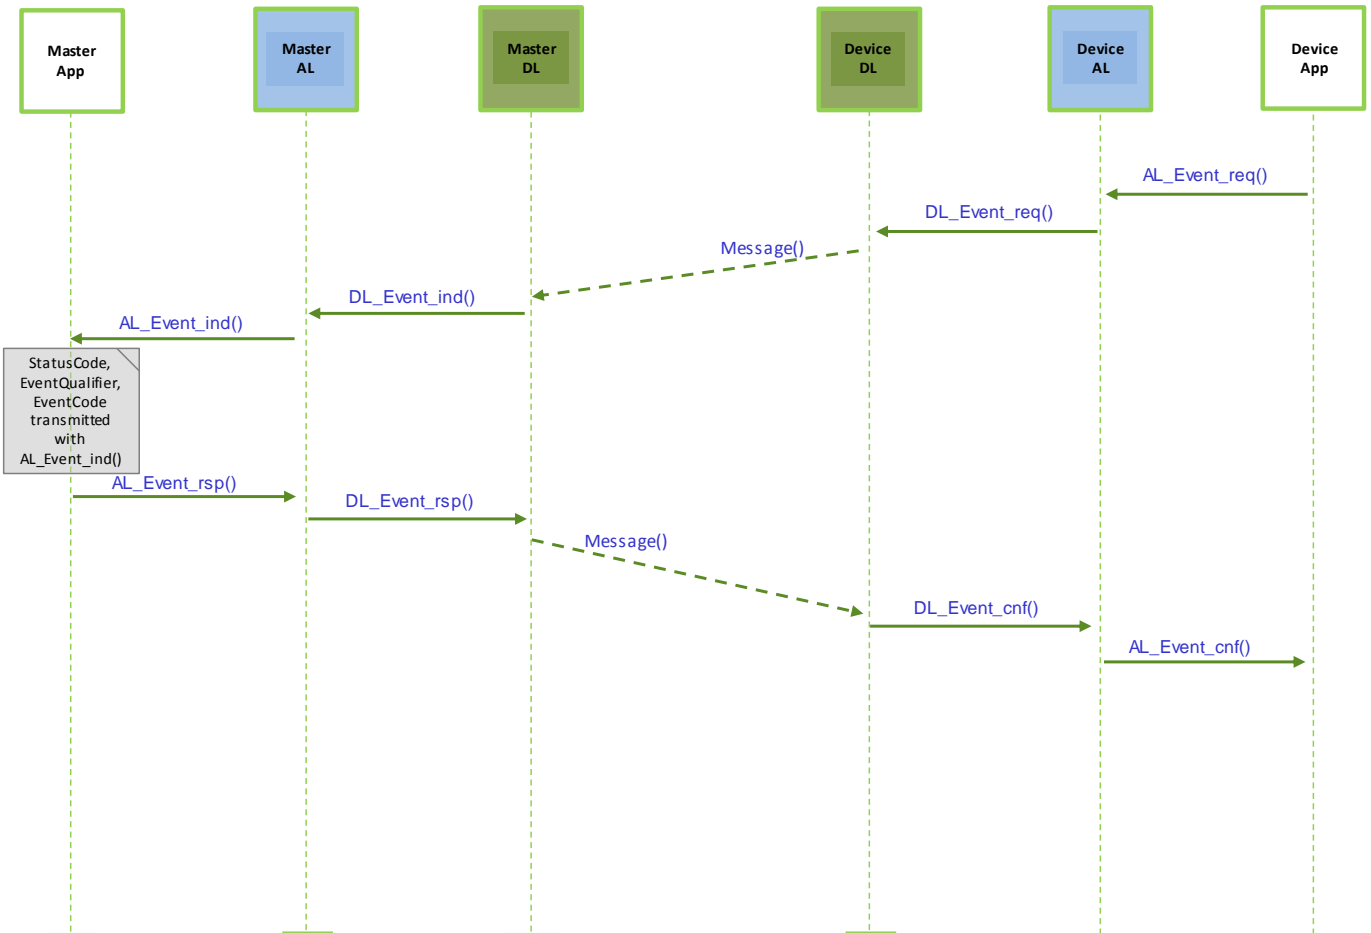 Master
App
Master
AL
Master
DL
Device
DL
Device
AL
Device
App
AL_Event_req()
DL_Event_req()
Message()
DL_Event_ind()
AL_Event_ind()
StatusCode,
EventQualifier,
EventCode
transmitted
with
AL_Event_ind()
AL_Event_rsp()
DL_Event_rsp()
Message()
DL_Event_cnf()
AL_Event_cnf()